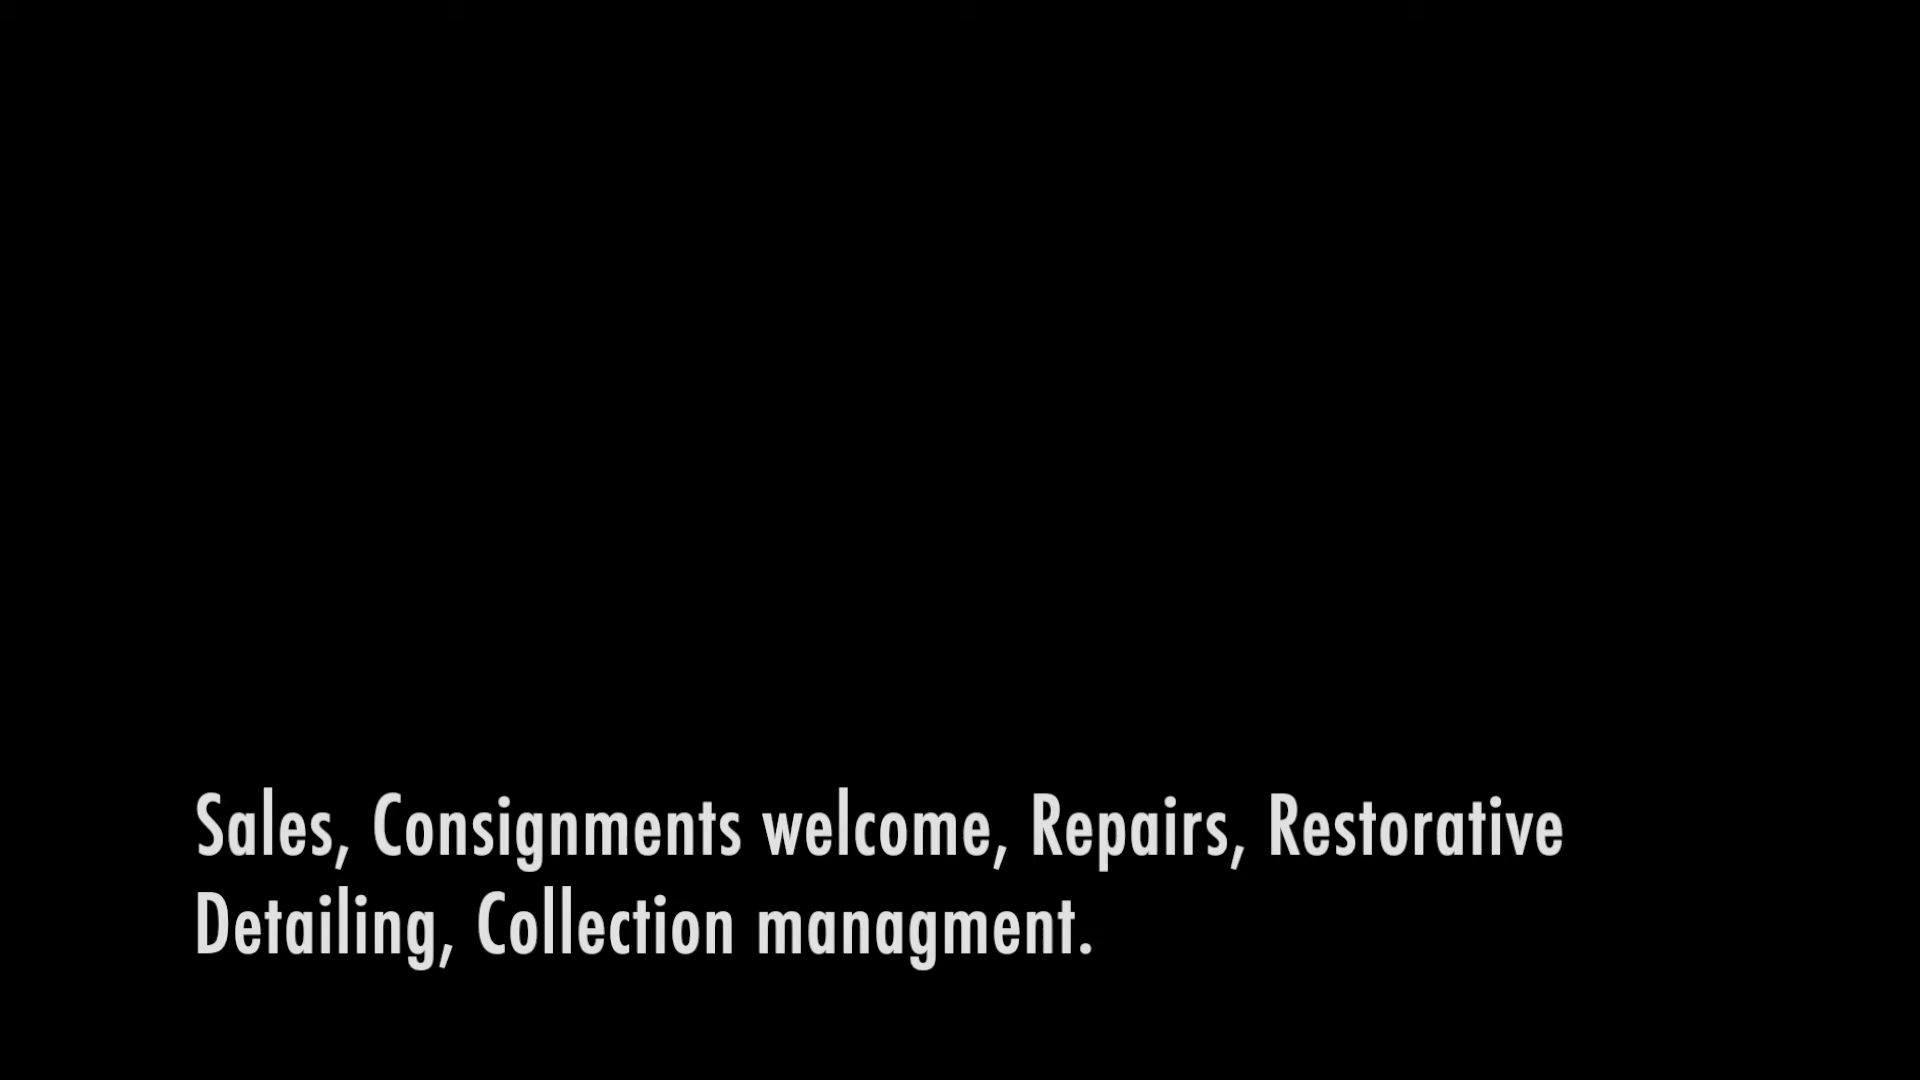 Sales, Consignments welcome, Repairs, Restorative
Detailing, Collection managment.